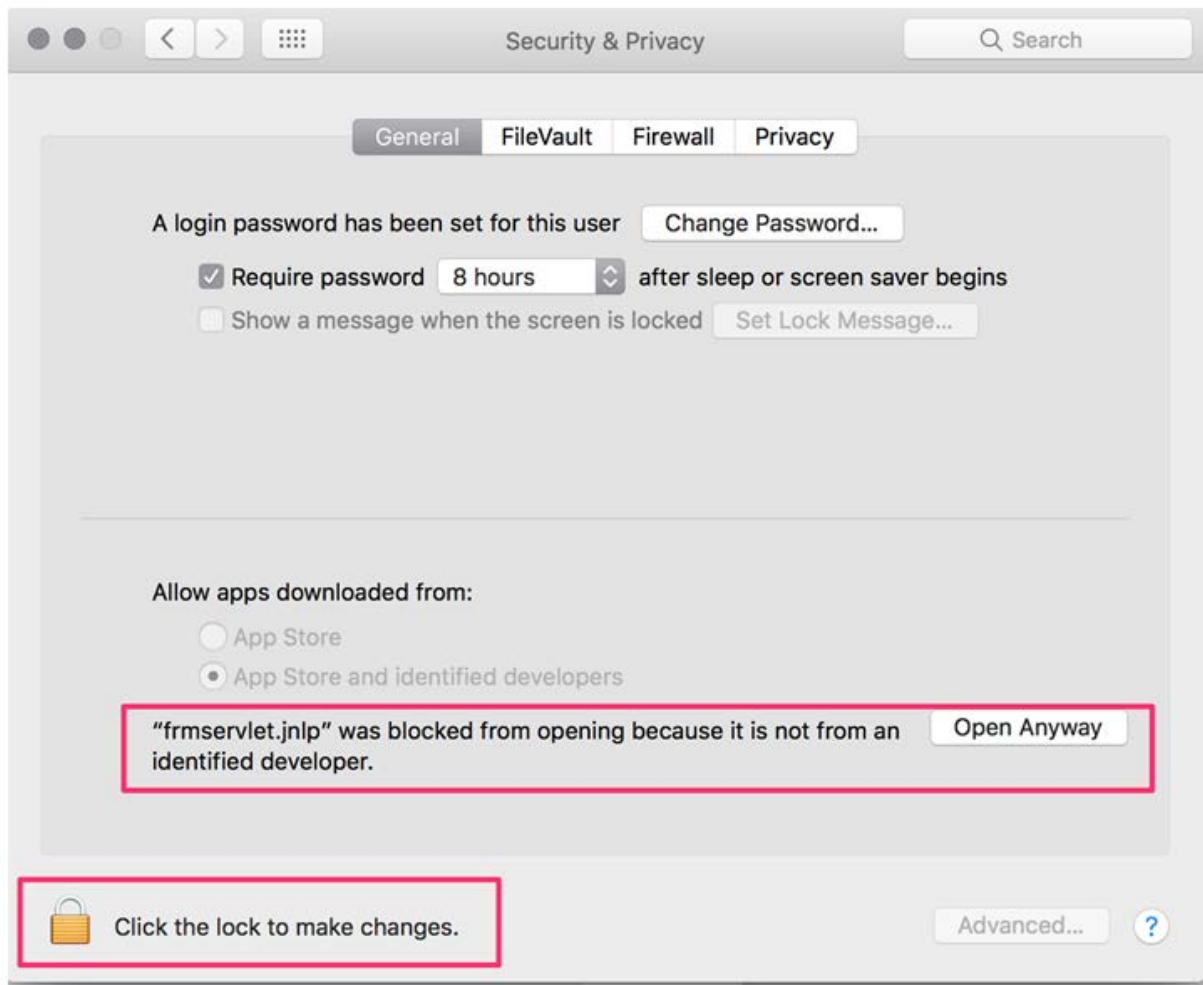 Security & Privacy
Search
General FileVault Firewall Privacy
A login password has been set for this user Change Password...
Require password 8 hours after sleep or screen saver begins
Show a message when the screen is locked Set Lock Message...
Allow apps downloaded from:
App Store
App Store and identified developers
“frmservlet.jnlp” was blocked from opening because it is not from an Open Anyway
identified developer.
Click the lock to make changes. Advanced... ?